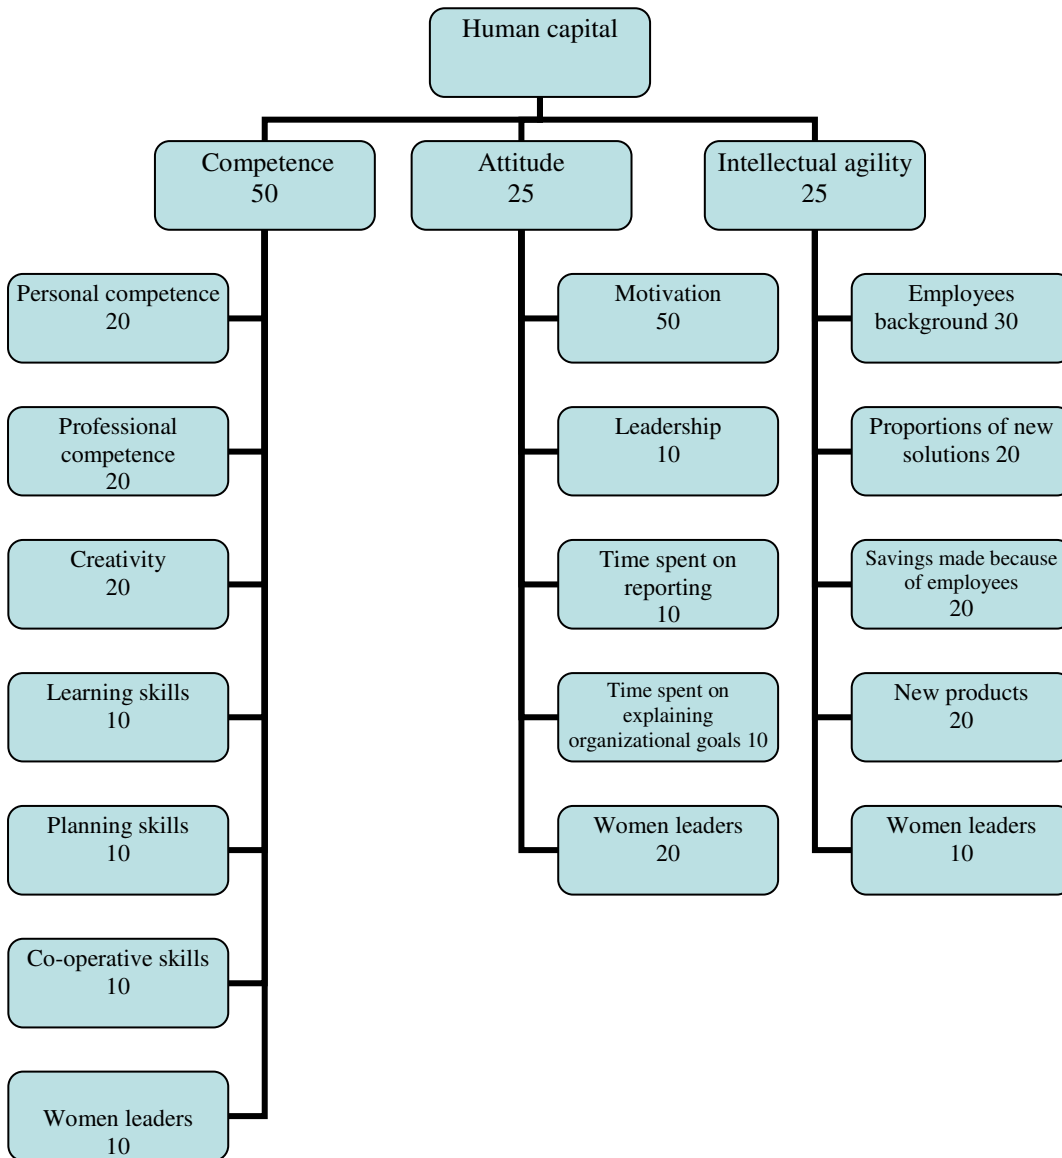 Human capital
Competence
50
Attitude
25
Intellectual agility
25
Personal competence
20
Professional
competence
20
Creativity
20
Learning skills
10
Planning skills
10
Co-operative skills
10
Women leaders
10
Motivation
50
Leadership
10
Time spent on
reporting
10
Time spent on
explaining
organizational goals 10
Women leaders
20
Employees
background 30
Proportions of new
solutions 20
Savings made because
of employees
20
New products
20
Women leaders
10